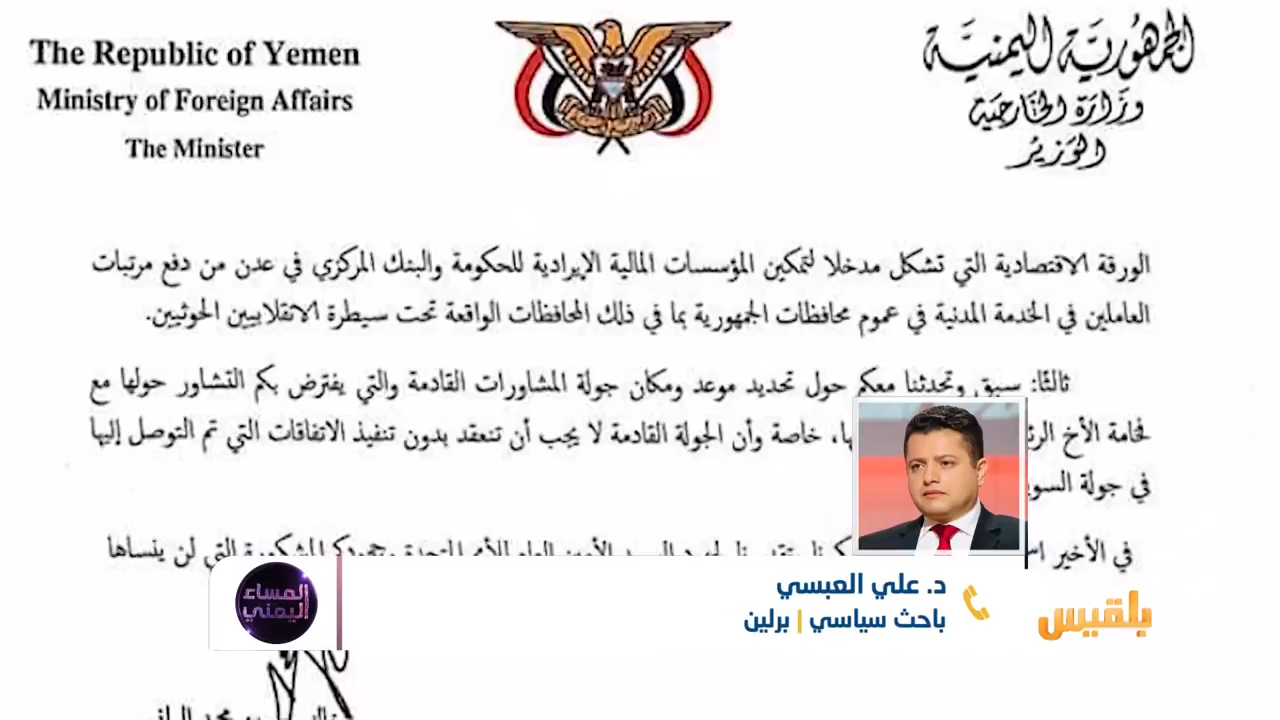 The Republic of Yemen
Ministry of Foreign Affairs
The Minister
الجمهورية اليمنية
وزارة الخارجية
الوزير
الورقة الاقتصادية التي تشكل مدخلا لتمكين المؤسسات المالية الإيرادية للحكومة والبنك المركزي في عدن من دفع مرتبات
العاملين في الخدمة المدنية في عموم محافظات الجمهورية بما في ذلك المحافظات الواقعة تحت سيطرة الانقلابيين الحوثيين.
ثالثًا: سبق وتحدثنا معكم حول تحديد موعد ومكان جولة المشاورات القادمة والتي يفترض بكم التشاور حولها مع
فخامة الأخ ، خاصة وأن الجولة القادمة لا يجب أن تنعقد بدون تنفيذ الاتفاقات التي تم التوصل إليها
في جولة
في الأخير المشكورة التي لن ينساها
المساء
اليمني
د. علي العبسي
باحث سياسي | برلين
بلقيس